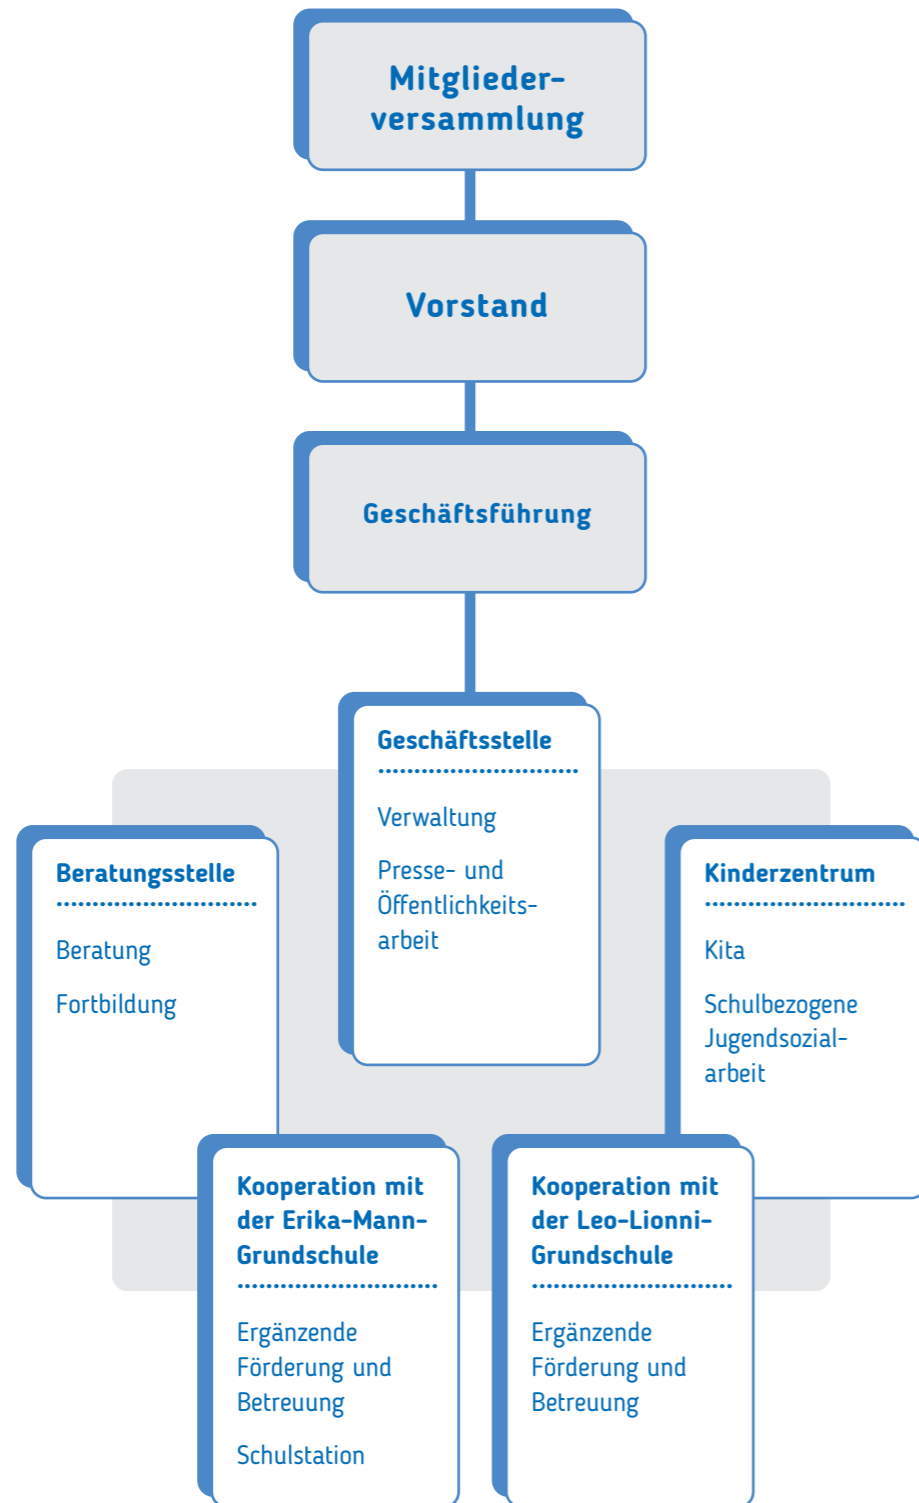 Mitglieder-
versammlung
Vorstand
Geschäftsführung
Geschäftsstelle
Verwaltung
Presse- und
Öffentlichkeits-
arbeit
Beratungsstelle
Beratung
Fortbildung
Kinderzentrum
Kita
Schulbezogene
Jugendsozial-
arbeit
Kooperation mit
der Erika-Mann-
Grundschule
Ergänzende
Förderung und
Betreuung
Schulstation
Kooperation mit
der Leo-Lionni-
Grundschule
Ergänzende
Förderung und
Betreuung